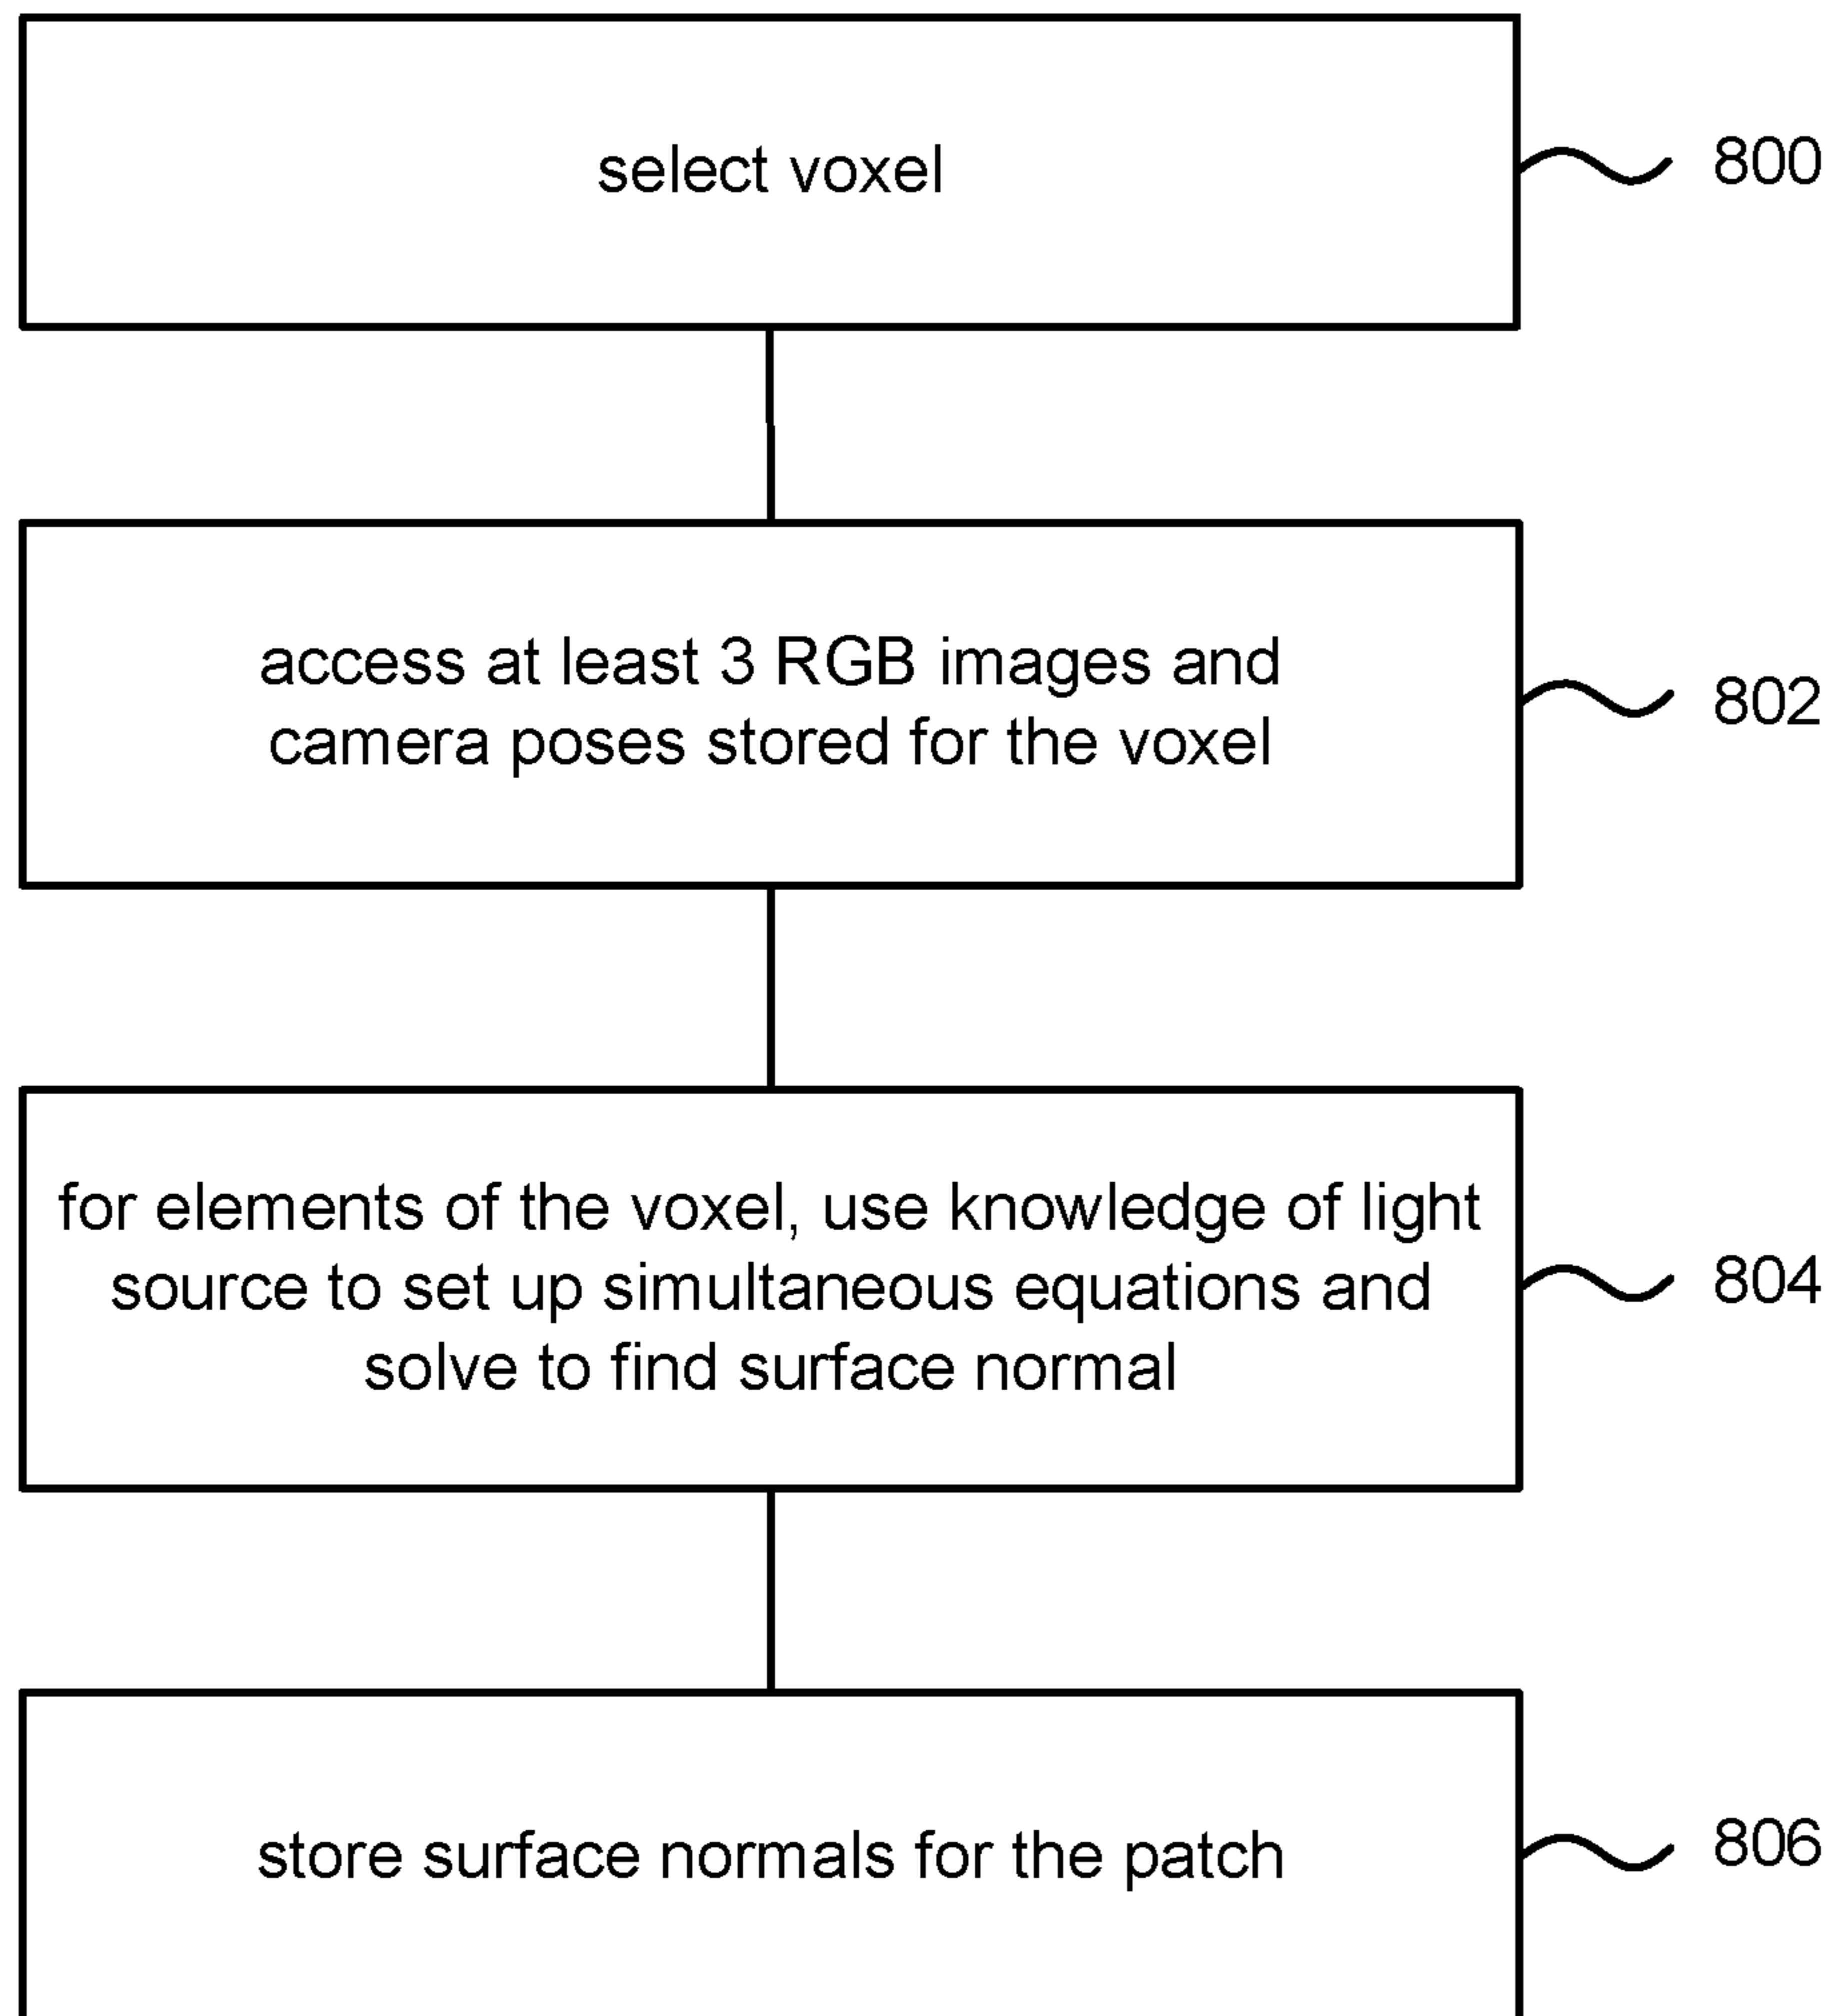 select voxel
800
access at least 3 RGB images and
camera poses stored for the voxel
802
for elements of the voxel, use knowledge of light
source to set up simultaneous equations and
solve to find surface normal
804
store surface normals for the patch
806